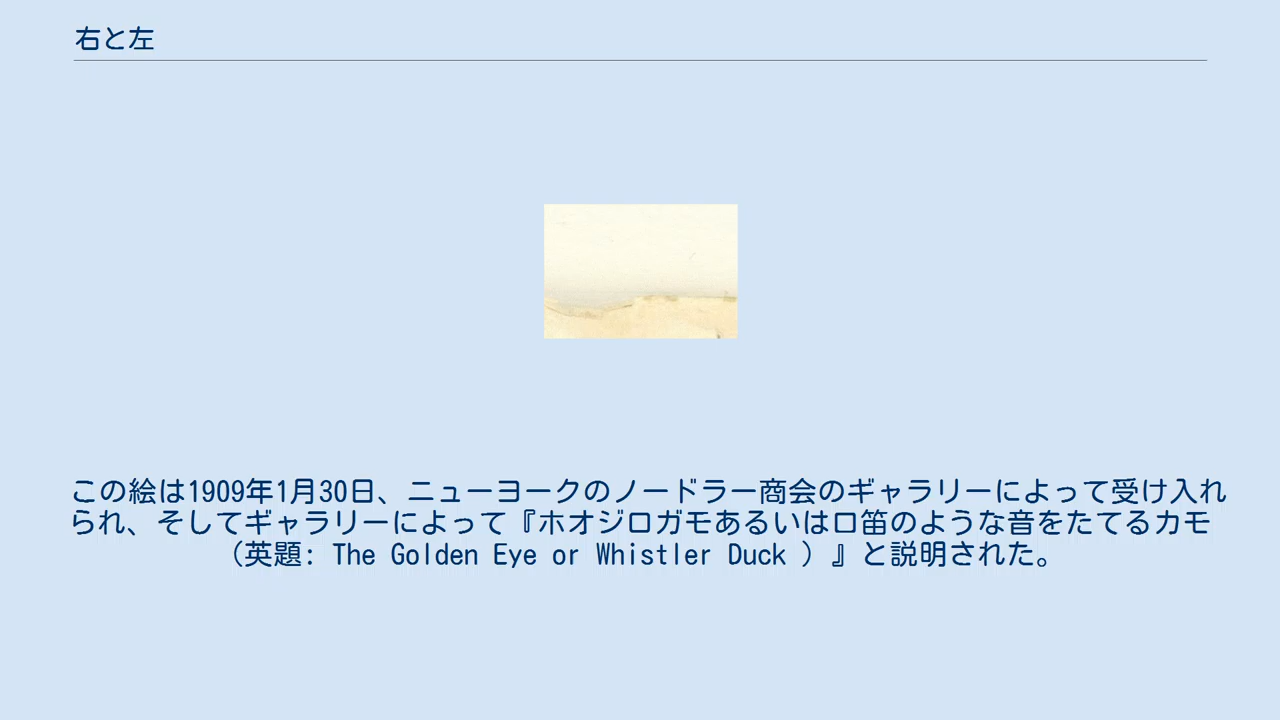 右と左
この絵は1909年1月30日、ニューヨークのノードラー商会のギャラリーによって受け入れ
られ、そしてギャラリーによって『ホオジロガモあるいは口笛のような音をたてるカモ
（英題: The Golden Eye or Whistler Duck ）』と説明された。